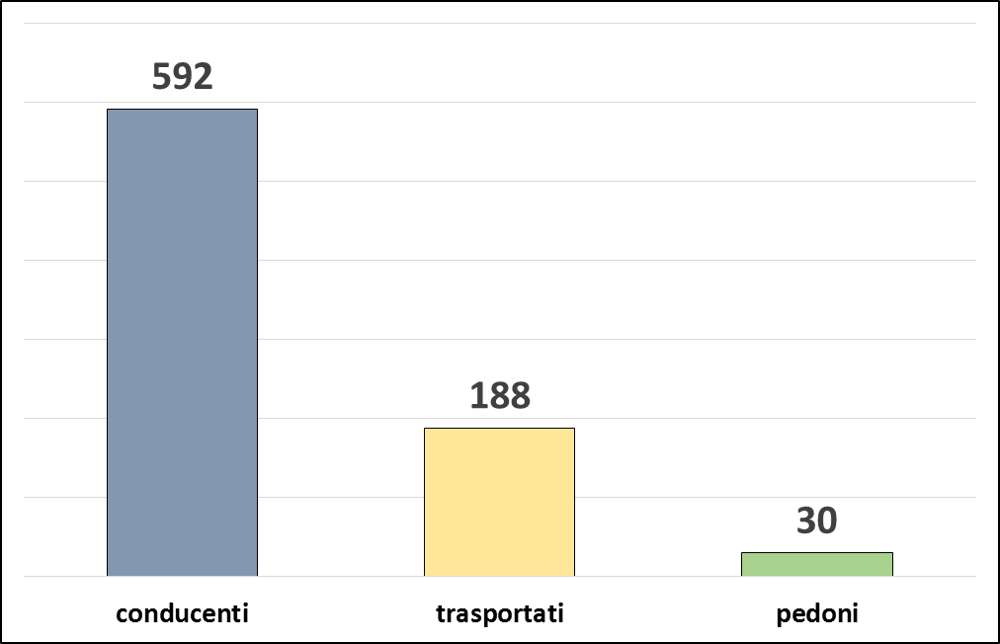 592
188
30
conducenti
trasportati
pedoni